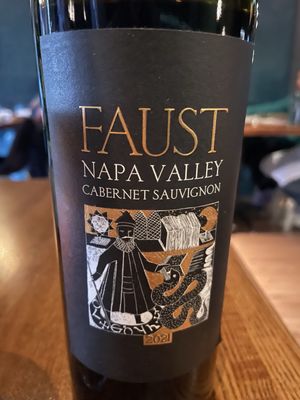 FAUST
NAPA VALLEY
CABERNET SAUVIGNON
2021